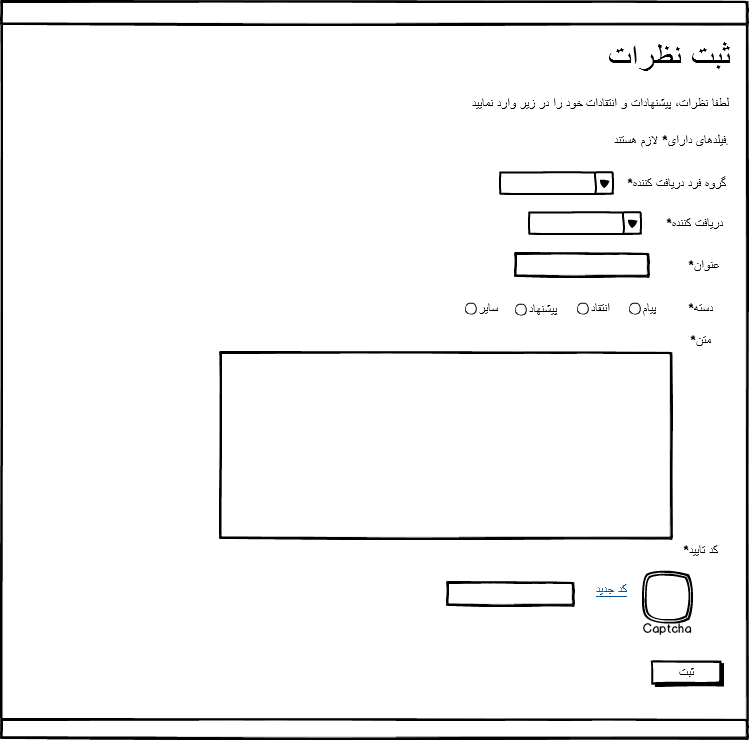 ثبت نظرات
لطفا نظرات، پیشنهادات و انتقادات خود را در زیر وارد نمایید
فیلدهای دارای* لازم هستند.
گروه فرد دریافت کننده*
دریافت کننده*
عنوان*
دسته* پیام انتقاد پیشنهاد سایر
متن*
کد تایید*
کد جدید
Captcha
ثبت